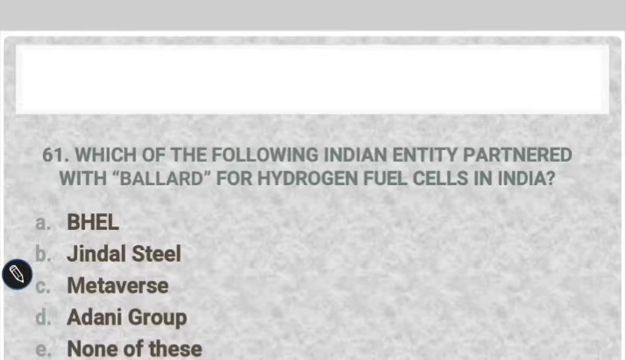 61. WHICH OF THE FOLLOWING INDIAN ENTITY PARTNERED
WITH “BALLARD” FOR HYDROGEN FUEL CELLS IN INDIA?
a. BHEL
b. Jindal Steel
c. Metaverse
d. Adani Group
e. None of these